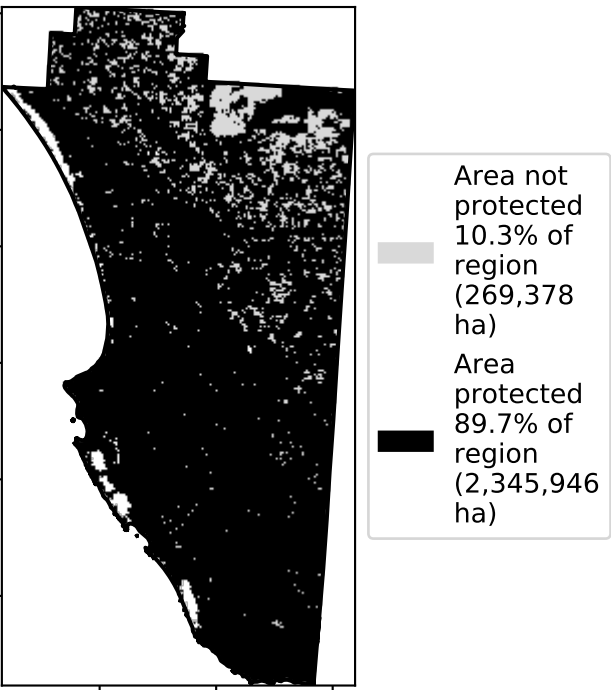 Area not
protected
10.3% of
region
(269,378
ha)
Area
protected
89.7% of
region
(2,345,946
ha)